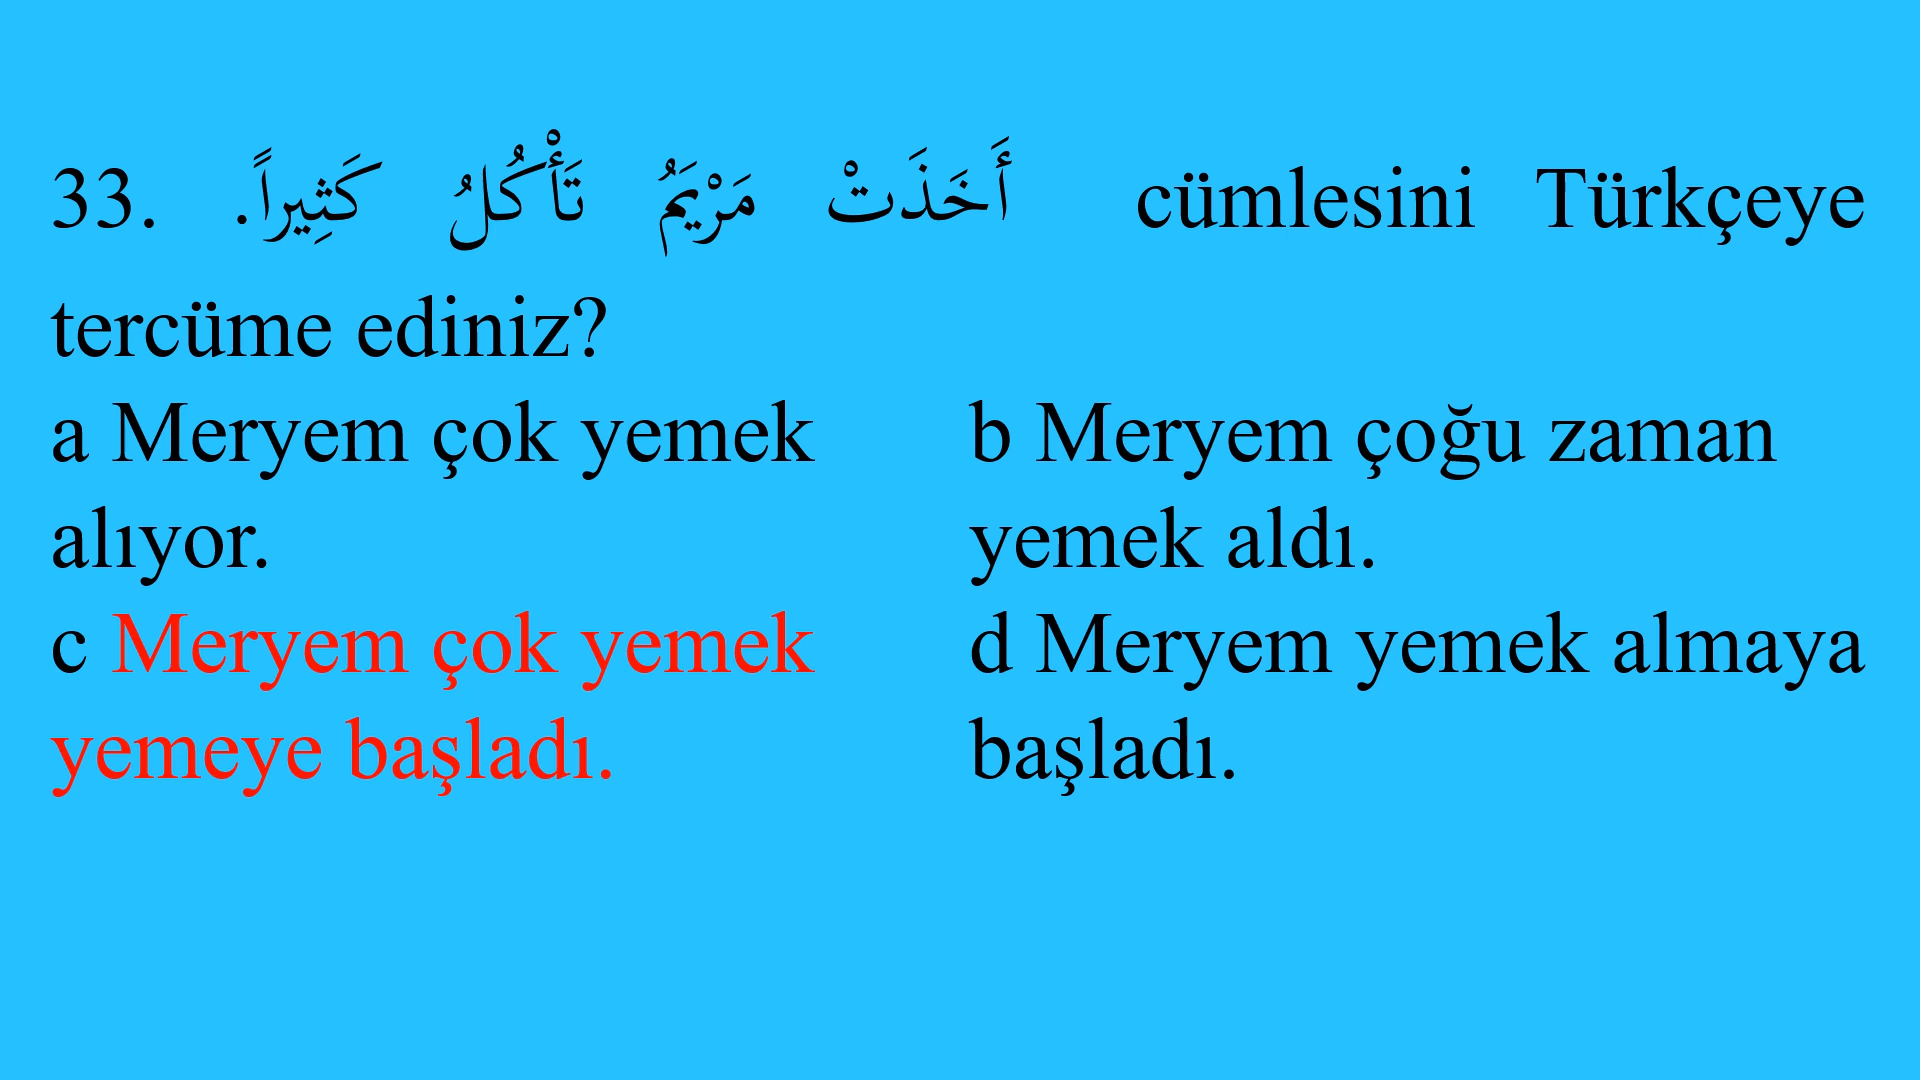 33. أَخَذَتْ مَرْيَمُ تَأْكُلُ كَثِيراً. cümlesini Türkçeye
tercüme ediniz?
a Meryem çok yemek
alıyor.
b Meryem çoğu zaman
yemek aldı.
c Meryem çok yemek
yemeye başladı.
d Meryem yemek almaya
başladı.